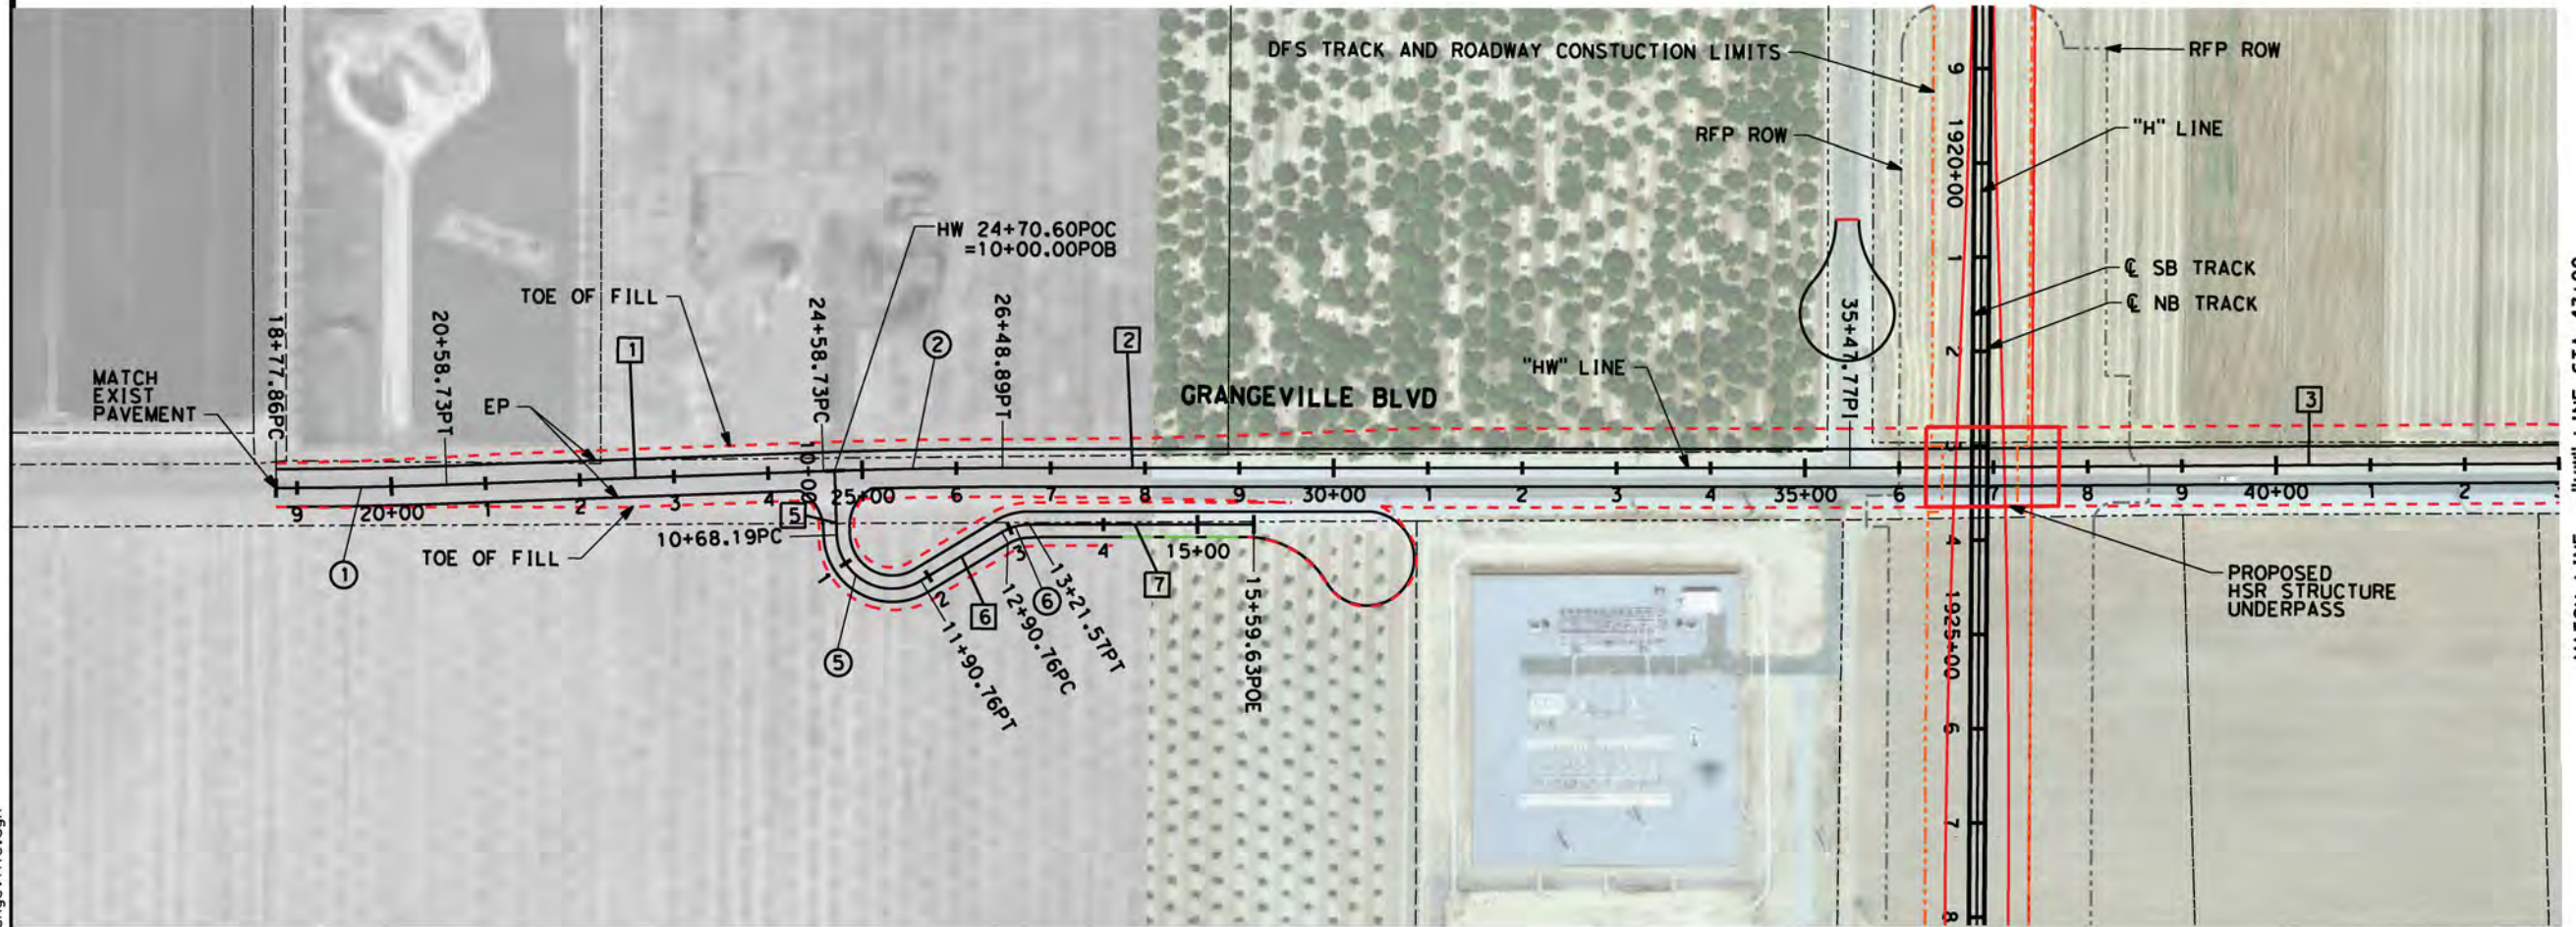 DFS TRACK AND ROADWAY CONSTUCTION LIMITS
RFP ROW
RFP ROW
"H" LINE
9
1920+00
1
2
3
4
1925+00
6
7
8
HW 24+70.60POC
=10+00.00POB
℄ SB TRACK
℄ NB TRACK
TOE OF FILL
18+77.86PC
20+58.73PT
1
24+58.73PC
2
26+48.89PT
2
35+47.77PI
"HW" LINE
GRANGEVILLE BLVD
MATCH
EXIST
PAVEMENT
EP
3
10+00
9
20+00
1
2
3
4
25+00
6
7
8
9
30+00
1
2
3
4
35+00
6
7
8
9
40+00
1
2
5
10+68.19PC
TOE OF FILL
1
1
2
3
4
15+00
5
6
6
7
11+90.76PT
12+90.76PC
13+21.57PT
15+59.63POE
PROPOSED
HSR STRUCTURE
UNDERPASS